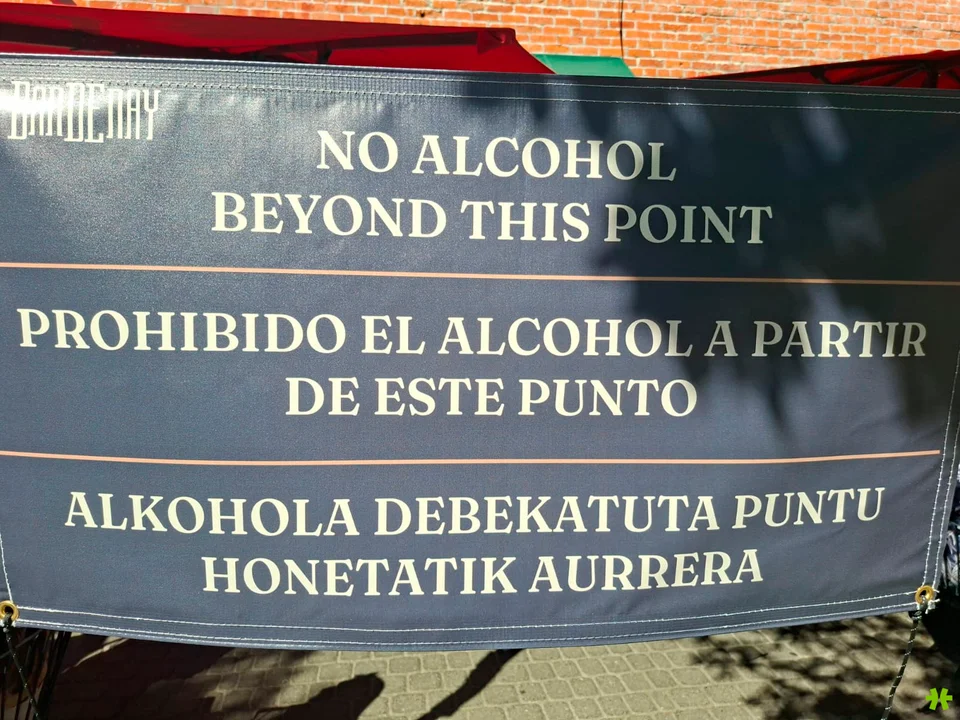 BARDENAY
NO ALCOHOL
BEYOND THIS POINT
PROHIBIDO EL ALCOHOL A PARTIR
DE ESTE PUNTO
ALKOHOLA DEBEKATUTA PUNTU
HONETATIK AURRERA